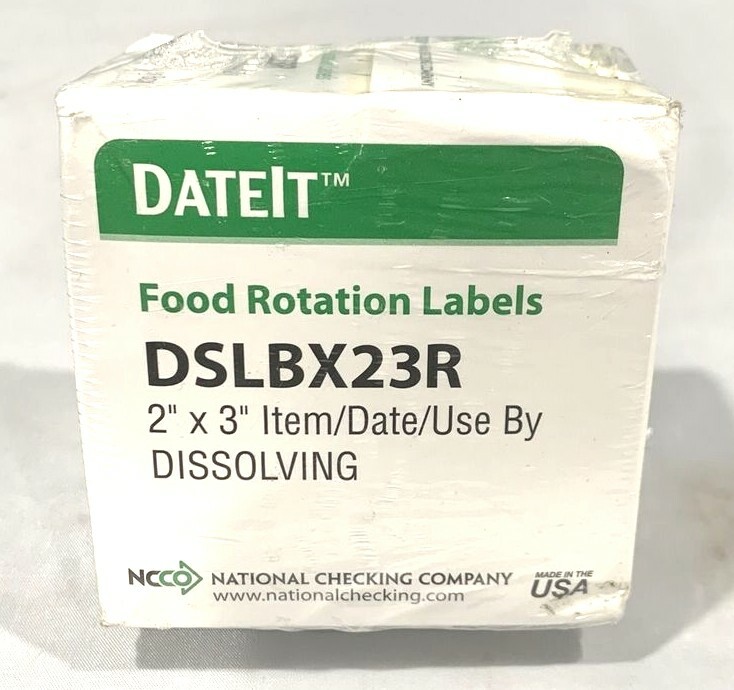 DATEIT™
Food Rotation Labels
DSLBX23R
2" x 3" Item/Date/Use By
DISSOLVING
NCCO NATIONAL CHECKING COMPANY
www.nationalchecking.com
MADE IN THE
USA